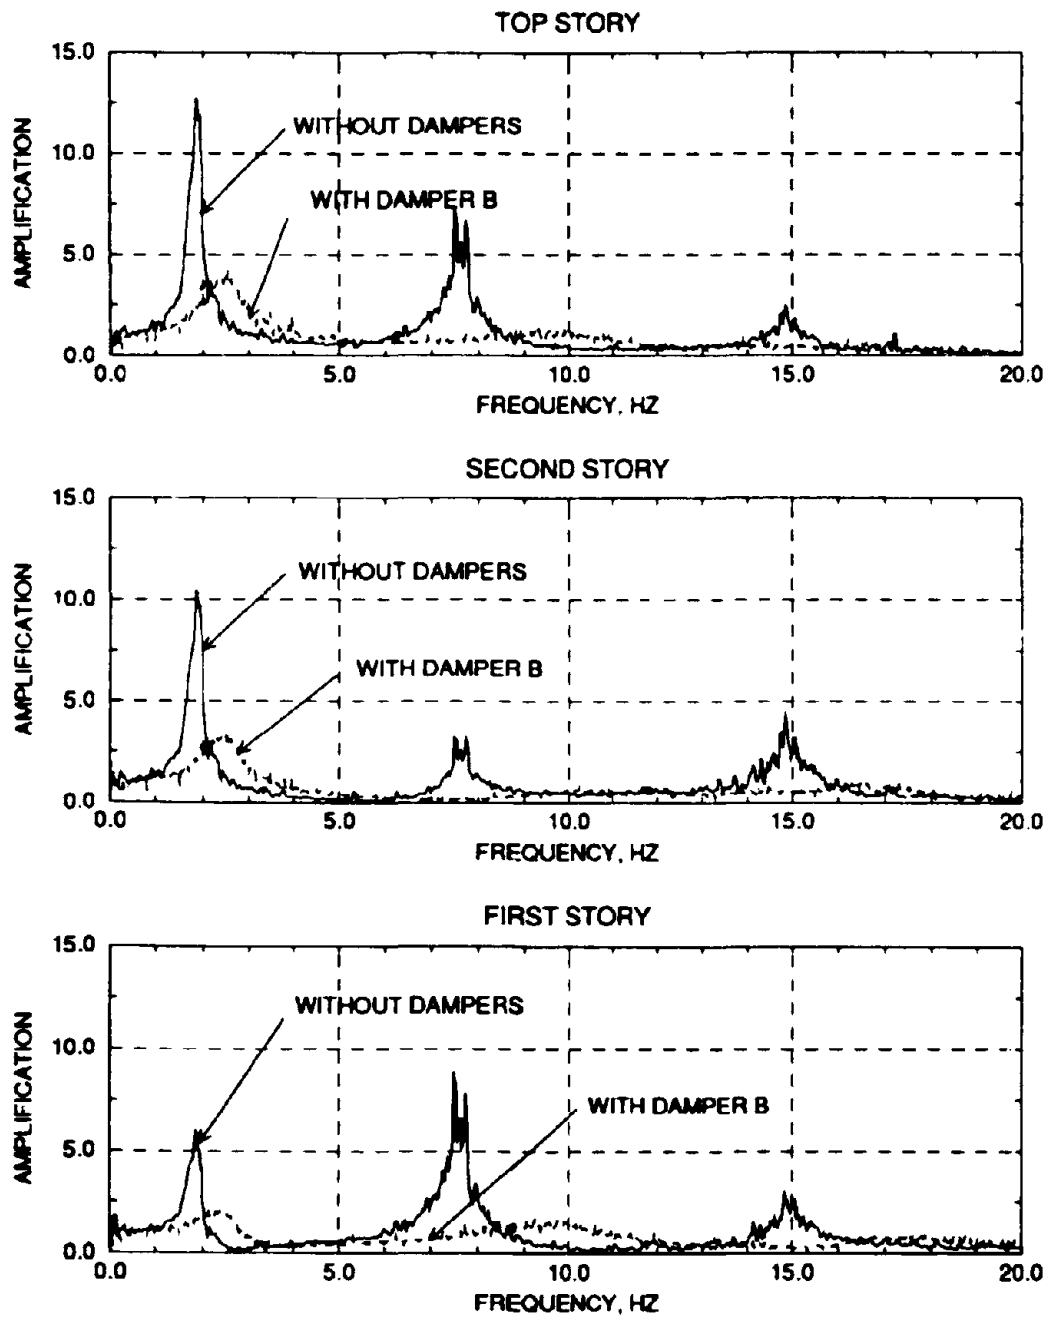 TOP STORY
15.0
10.0
5.0
0.0
AMPLIFICATION
WITHOUT DAMPERS
WITH DAMPER B
0.0 5.0 10.0 15.0 20.0
FREQUENCY, HZ
SECOND STORY
15.0
10.0
5.0
0.0
AMPLIFICATION
WITHOUT DAMPERS
WITH DAMPER B
0.0 5.0 10.0 15.0 20.0
FREQUENCY, HZ
FIRST STORY
15.0
10.0
5.0
0.0
AMPLIFICATION
WITHOUT DAMPERS
WITH DAMPER B
0.0 5.0 10.0 15.0 20.0
FREQUENCY, HZ